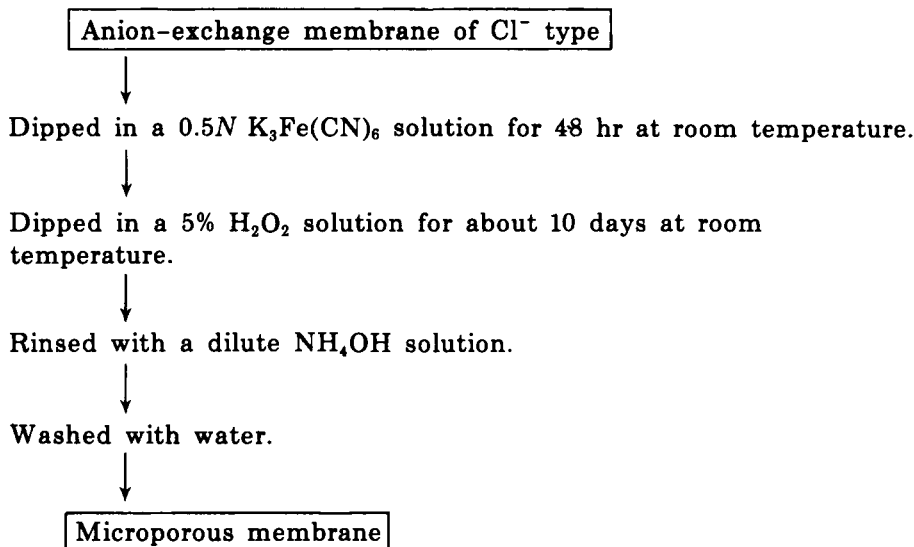 Anion-exchange membrane of Cl⁻ type
Dipped in a 0.5N K₃Fe(CN)₆ solution for 48 hr at room temperature.
Dipped in a 5% H₂O₂ solution for about 10 days at room
temperature.
Rinsed with a dilute NH₄OH solution.
Washed with water.
Microporous membrane